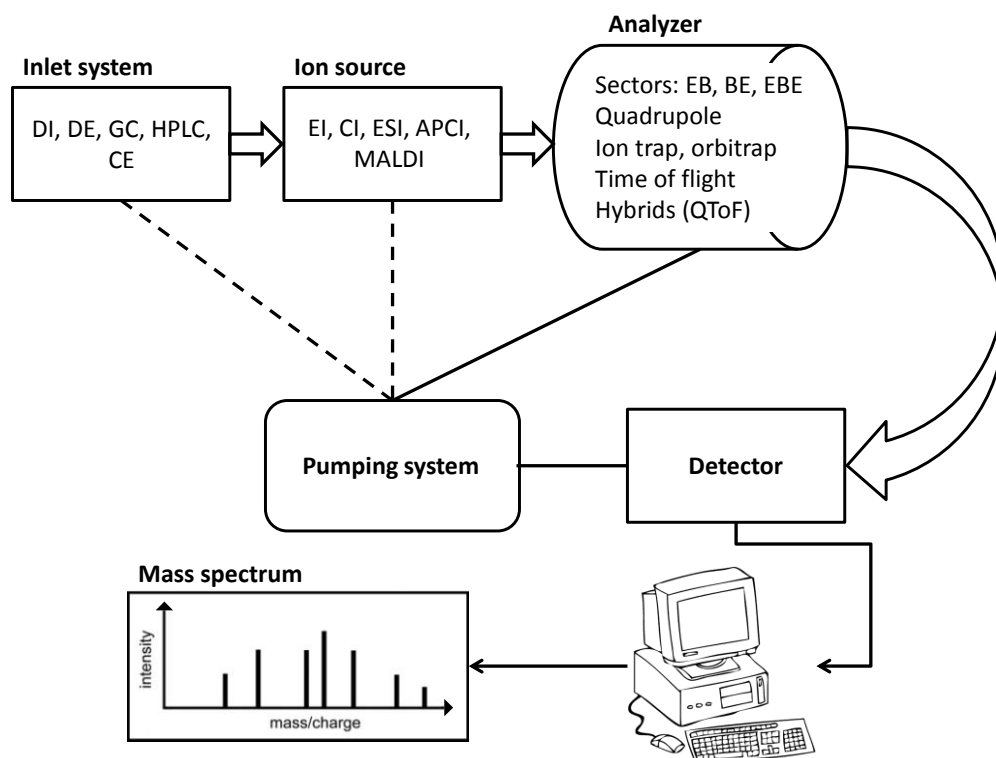 Analyzer
Inlet system
Ion source
DI, DE, GC, HPLC,
CE
EI, CI, ESI, APCI,
MALDI
Sectors: EB, BE, EBE
Quadrupole
Ion trap, orbitrap
Time of flight
Hybrids (QToF)
Pumping system
Detector
Mass spectrum
intensity
mass/charge